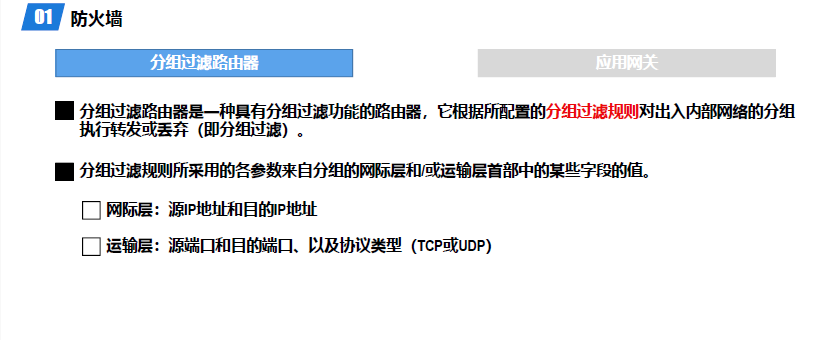 01 防火墙
分组过滤路由器 应用网关
分组过滤路由器是一种具有分组过滤功能的路由器，它根据所配置的分组过滤规则对出入内部网络的分组
执行转发或丢弃（即分组过滤）。
分组过滤规则所采用的各参数来自分组的网际层和/或运输层首部中的某些字段的值。
网际层：源IP地址和目的IP地址
运输层：源端口和目的端口、以及协议类型（TCP或UDP）